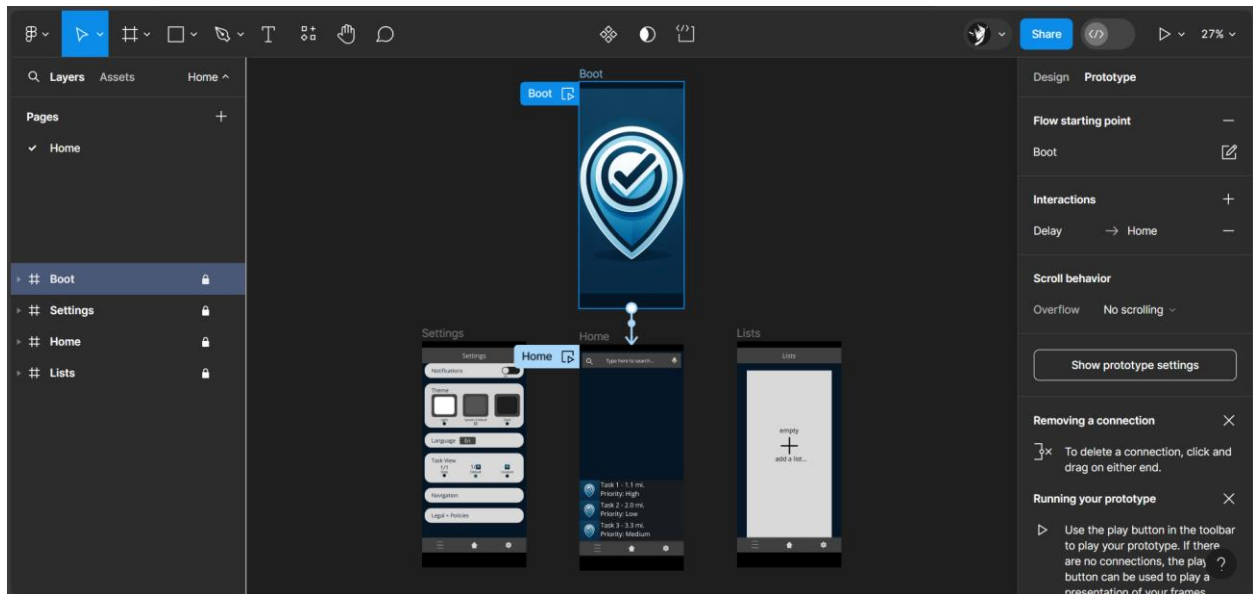 Share
27%
Layers Assets Home
Pages
Home
Boot
Settings
Home
Lists
Boot
Boot
Settings
Home
Home
Lists
Settings
Notifications
Theme
Language En
Task View
1/1
Navigation
Legal + Policies
Type here to search...
Task 1 - 1.1 mi.
Priority: High
Task 2 - 2.0 mi.
Priority: Low
Task 3 - 3.3 mi.
Priority: Medium
Lists
empty
add a list...
Design Prototype
Flow starting point
Boot
Interactions
Delay → Home
Scroll behavior
Overflow No scrolling
Show prototype settings
Removing a connection
To delete a connection, click and
drag on either end.
Running your prototype
Use the play button in the toolbar
to play your prototype. If there
are no connections, the play
button can be used to play a
presentation of your frames
?